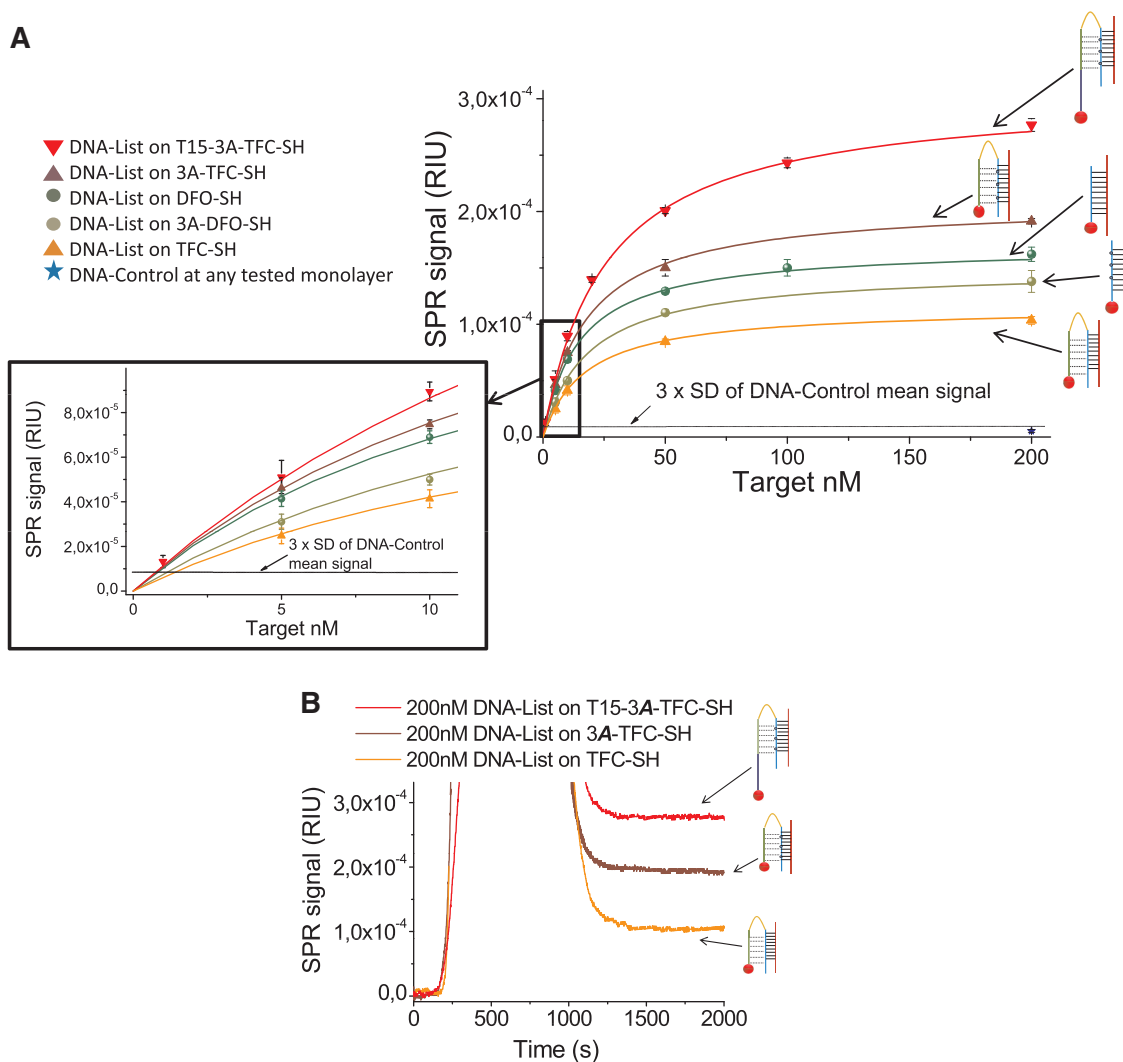 A
DNA-List on T15-3A-TFC-SH
DNA-List on 3A-TFC-SH
DNA-List on DFO-SH
DNA-List on 3A-DFO-SH
DNA-List on TFC-SH
DNA-Control at any tested monolayer
SPR signal (RIU)
3,0x10⁻⁴
2,0x10⁻⁴
1,0x10⁻⁴
0,0
3 x SD of DNA-Control mean signal
0
50
100
150
200
Target nM
SPR signal (RIU)
8,0x10⁻⁵
6,0x10⁻⁵
4,0x10⁻⁵
2,0x10⁻⁵
0,0
3 x SD of DNA-Control
mean signal
0
5
10
Target nM
B
200nM DNA-List on T15-3A-TFC-SH
200nM DNA-List on 3A-TFC-SH
200nM DNA-List on TFC-SH
SPR signal (RIU)
3,0x10⁻⁴
2,0x10⁻⁴
1,0x10⁻⁴
0,0
0
500
1000
1500
2000
Time (s)